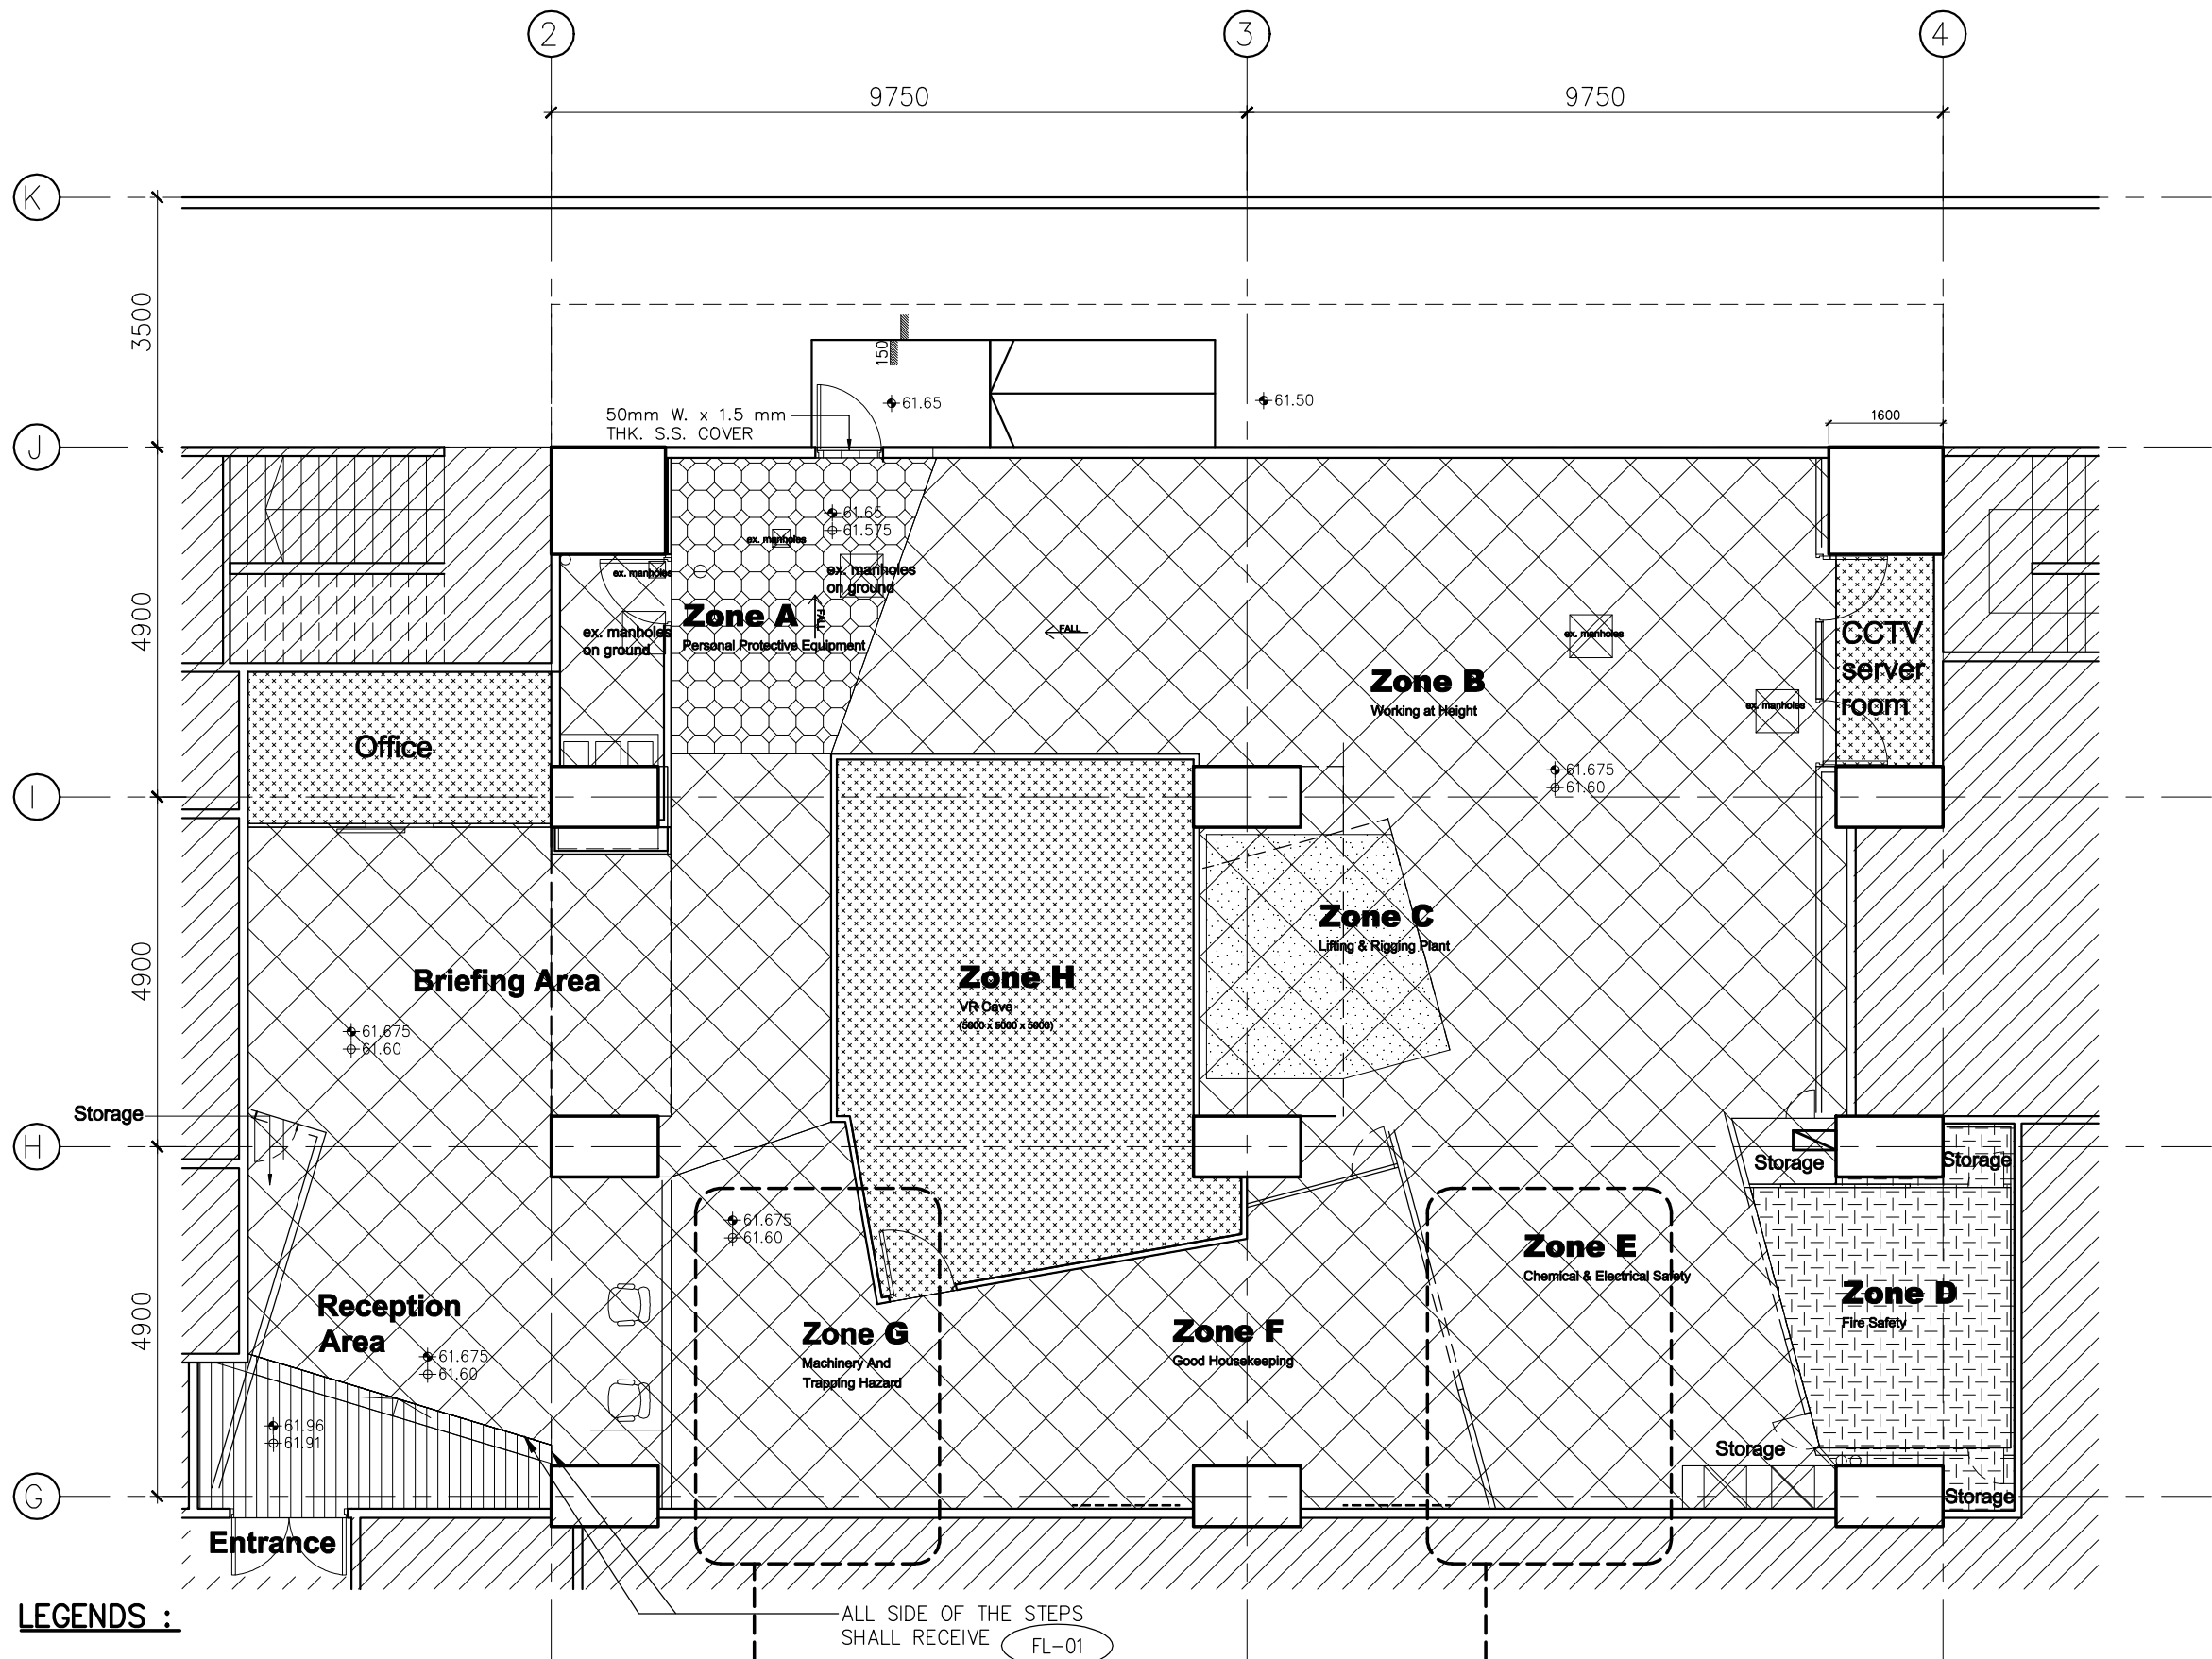 2
3
4
9750
9750
K
3500
150
61.65
61.50
50mm W. x 1.5 mm
THK. S.S. COVER
1600
J
61.65
61.575
ex. manholes
ex. manholes
ex. manholes
on ground
4900
Zone A
Personal Protective Equipment
FALL
FALL
ex. manholes
on ground
ex. manholes
CCTV
server
room
Zone B
Working at Height
ex. manholes
Office
61.675
61.60
I
Zone C
Lifting & Rigging Plant
4900
Briefing Area
Zone H
VR Cave
(5000 x 5000 x 5000)
61.675
61.60
Storage
H
Storage
Storage
61.675
61.60
Zone E
Chemical & Electrical Safety
Zone D
Fire Safety
4900
Reception
Area
Zone G
Machinery And
Trapping Hazard
Zone F
Good Housekeeping
61.675
61.60
61.96
61.91
Storage
G
Storage
Entrance
LEGENDS :
ALL SIDE OF THE STEPS
SHALL RECEIVE
FL-01